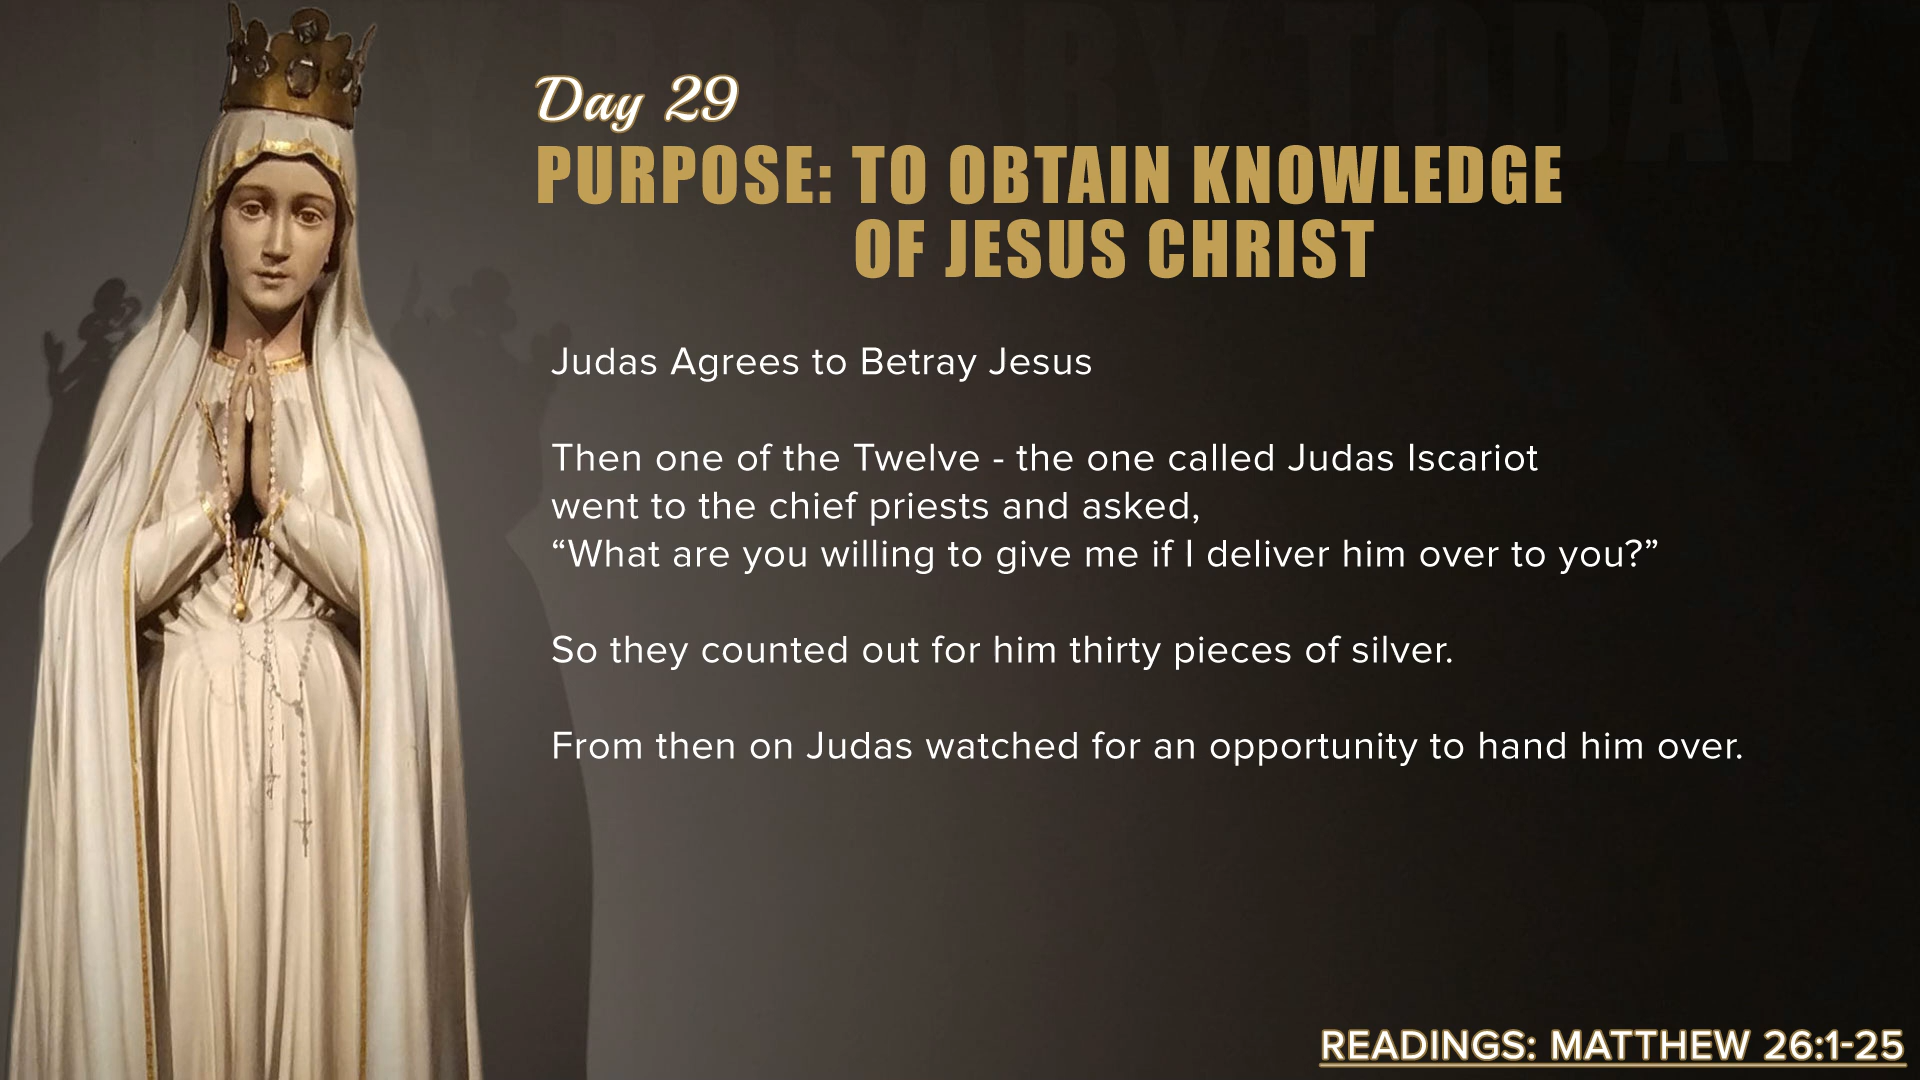 HOLY ROSARY TODAY
Day 29
PURPOSE: TO OBTAIN KNOWLEDGE
OF JESUS CHRIST
Judas Agrees to Betray Jesus
Then one of the Twelve - the one called Judas Iscariot
went to the chief priests and asked,
“What are you willing to give me if I deliver him over to you?”
So they counted out for him thirty pieces of silver.
From then on Judas watched for an opportunity to hand him over.
READINGS: MATTHEW 26:1-25